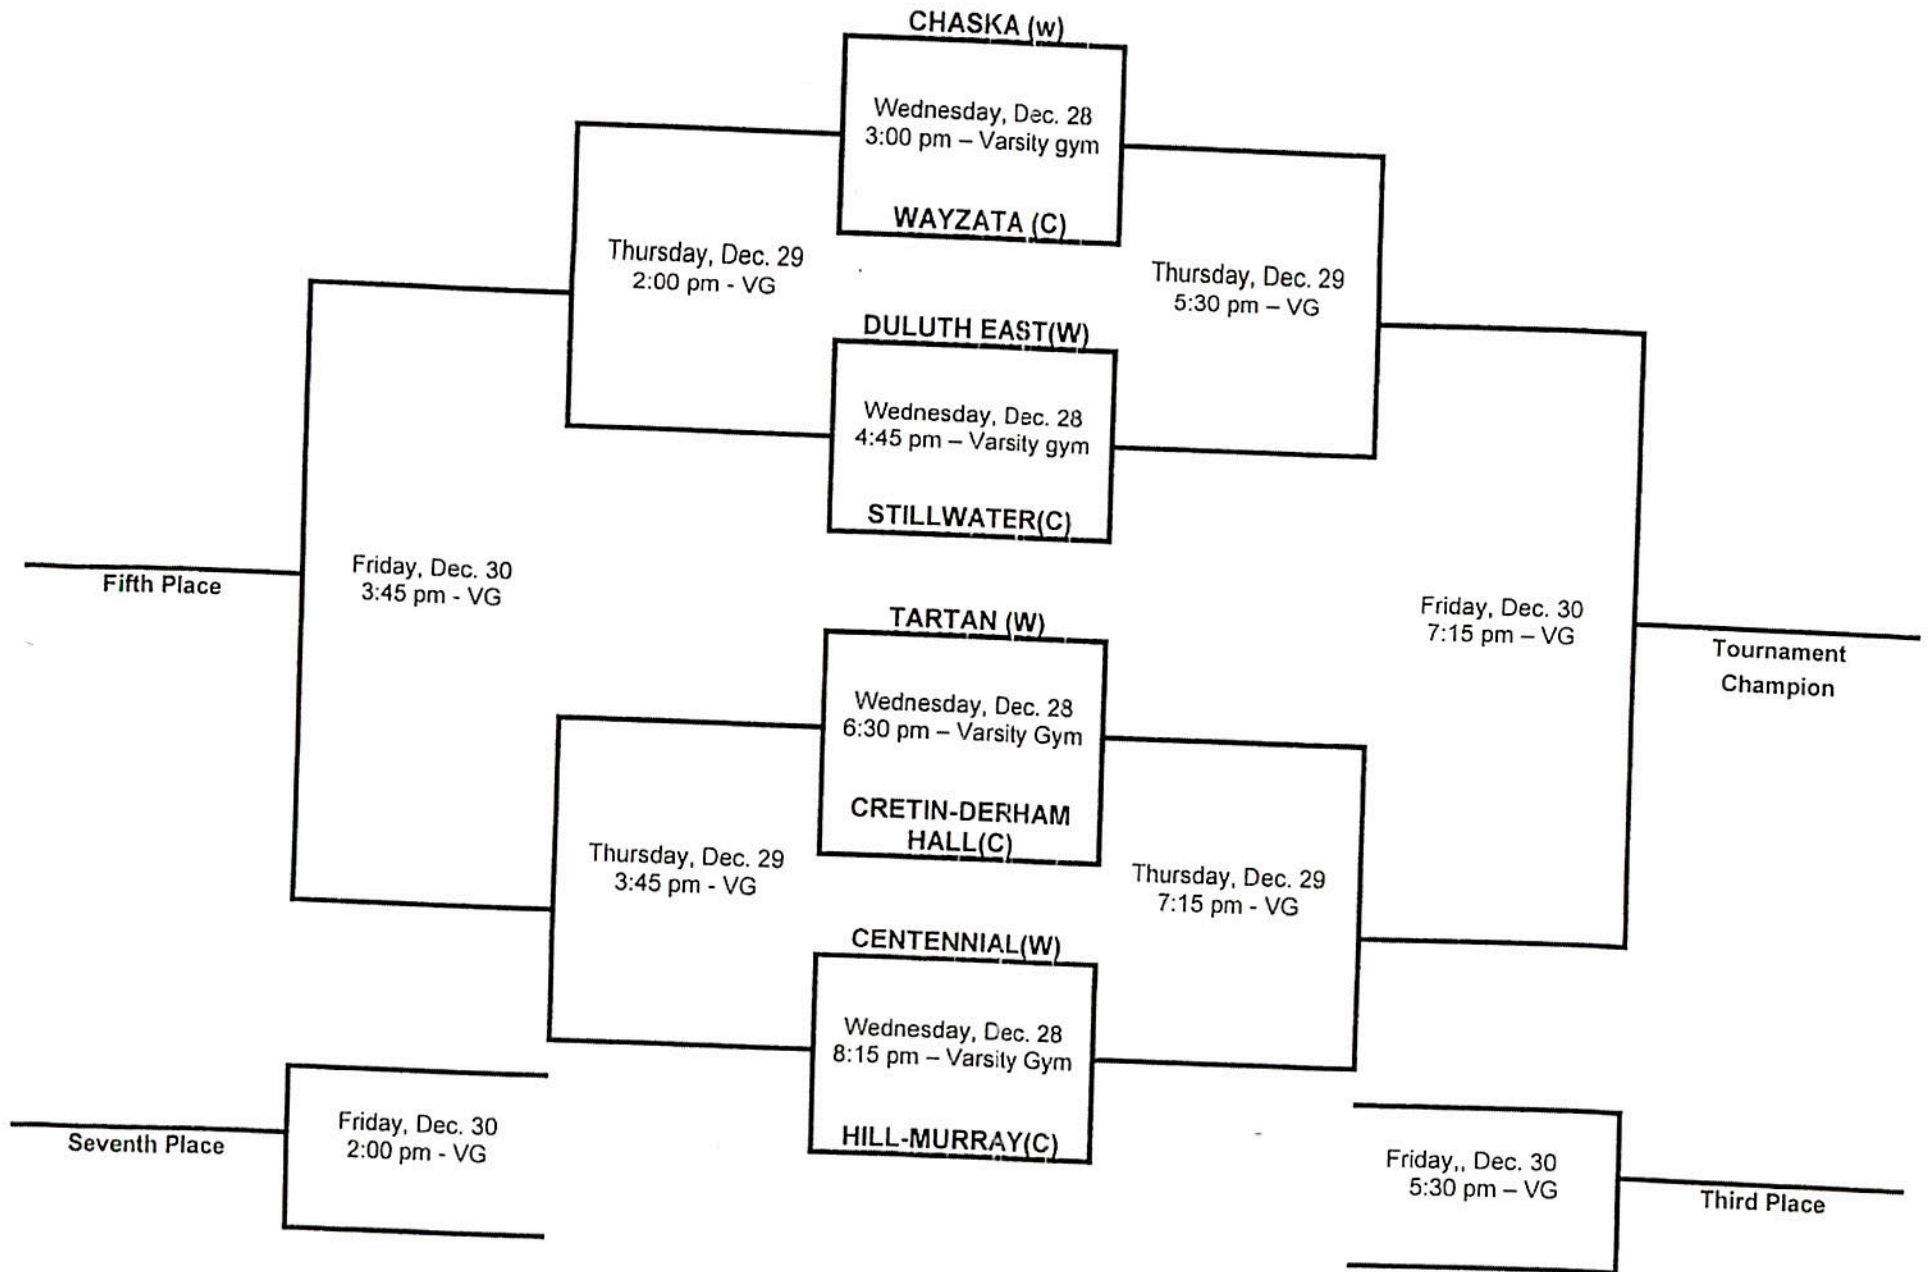 CHASKA (w)
Wednesday, Dec. 28
3:00 pm – Varsity gym
WAYZATA (C)
Thursday, Dec. 29
2:00 pm - VG
Thursday, Dec. 29
5:30 pm – VG
DULUTH EAST(W)
Wednesday, Dec. 28
4:45 pm – Varsity gym
STILLWATER(C)
Fifth Place
Friday, Dec. 30
3:45 pm - VG
TARTAN (W)
Wednesday, Dec. 28
6:30 pm – Varsity Gym
CRETIN-DERHAM
HALL(C)
Friday, Dec. 30
7:15 pm – VG
Tournament
Champion
Thursday, Dec. 29
3:45 pm - VG
Thursday, Dec. 29
7:15 pm - VG
CENTENNIAL(W)
Wednesday, Dec. 28
8:15 pm – Varsity Gym
HILL-MURRAY(C)
Seventh Place
Friday, Dec. 30
2:00 pm - VG
Friday,, Dec. 30
5:30 pm – VG
Third Place